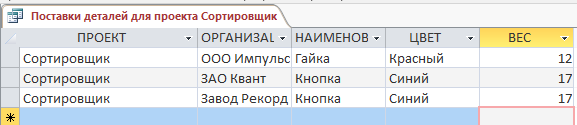 Поставки деталей для проекта Сортировщик
ПРОЕКТ ОРГАНИЗАЦ НАИМЕНОВ ЦВЕТ ВЕС
Сортировщик ООО Импульс Гайка Красный 12
Сортировщик ЗАО Квант Кнопка Синий 17
Сортировщик Завод Рекорд Кнопка Синий 17